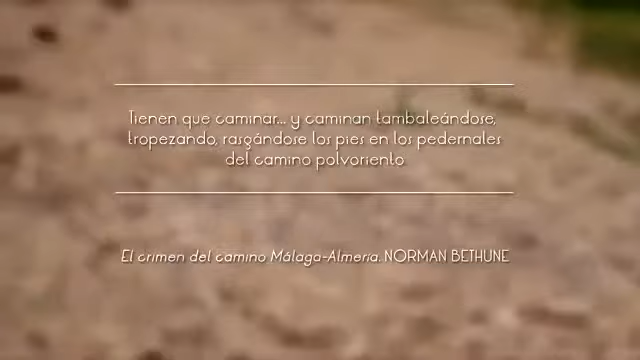 Tienen que caminar... y caminan tambaleándose,
tropezando, rasgándose los pies en los pedernales
del camino polvoriento
El crimen del camino Málaga-Almería. NORMAN BETHUNE